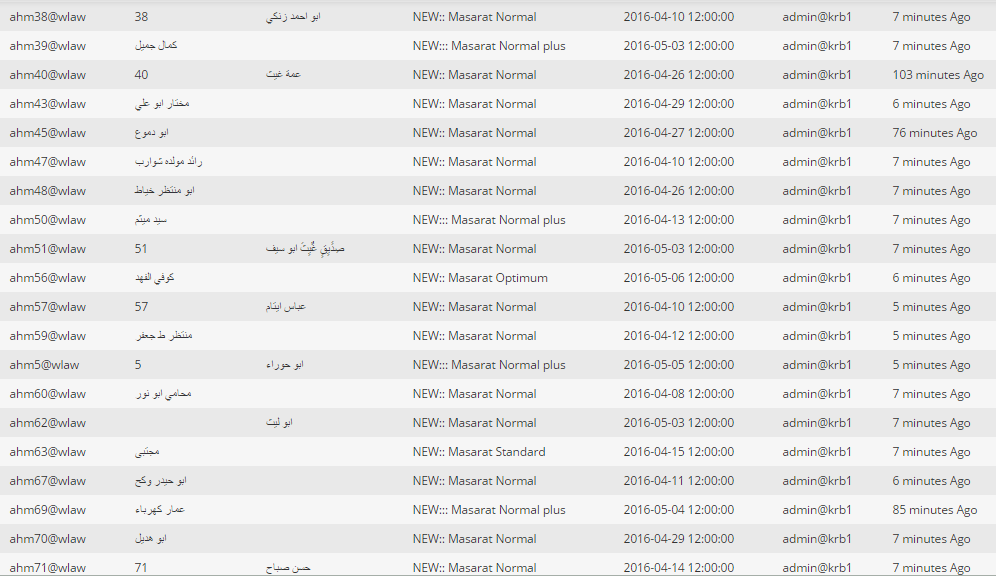 ahm38@wlaw 38 ابو احمد زنكي NEW:: Masarat Normal 2016-04-10 12:00:00 admin@krb1 7 minutes Ago
ahm39@wlaw كمال جميل NEW::: Masarat Normal plus 2016-05-03 12:00:00 admin@krb1 7 minutes Ago
ahm40@wlaw 40 عمة غيث NEW:: Masarat Normal 2016-04-26 12:00:00 admin@krb1 103 minutes Ago
ahm43@wlaw مختار ابو علي NEW:: Masarat Normal 2016-04-29 12:00:00 admin@krb1 6 minutes Ago
ahm45@wlaw ابو دموع NEW:: Masarat Normal 2016-04-27 12:00:00 admin@krb1 76 minutes Ago
ahm47@wlaw رائد مولده شوارب NEW:: Masarat Normal 2016-04-10 12:00:00 admin@krb1 7 minutes Ago
ahm48@wlaw ابو منتظر خياط NEW:: Masarat Normal 2016-04-26 12:00:00 admin@krb1 7 minutes Ago
ahm50@wlaw سيد ميثم NEW::: Masarat Normal plus 2016-04-13 12:00:00 admin@krb1 7 minutes Ago
ahm51@wlaw 51 ابو سيف NEW:: Masarat Normal 2016-05-03 12:00:00 admin@krb1 7 minutes Ago
ahm56@wlaw كوفي الفهد NEW:: Masarat Optimum 2016-05-06 12:00:00 admin@krb1 6 minutes Ago
ahm57@wlaw 57 عباس ايتام NEW:: Masarat Normal 2016-04-10 12:00:00 admin@krb1 5 minutes Ago
ahm59@wlaw منتظر ط جعفر NEW:: Masarat Normal 2016-04-12 12:00:00 admin@krb1 5 minutes Ago
ahm5@wlaw 5 ابو حوراء NEW::: Masarat Normal plus 2016-05-05 12:00:00 admin@krb1 5 minutes Ago
ahm60@wlaw محامي ابو نور NEW:: Masarat Normal 2016-04-08 12:00:00 admin@krb1 7 minutes Ago
ahm62@wlaw ابو ليث NEW:: Masarat Normal 2016-05-03 12:00:00 admin@krb1 7 minutes Ago
ahm63@wlaw مجتبى NEW:: Masarat Standard 2016-04-15 12:00:00 admin@krb1 7 minutes Ago
ahm67@wlaw ابو حيدر وكح NEW:: Masarat Normal 2016-04-11 12:00:00 admin@krb1 6 minutes Ago
ahm69@wlaw عمار كهرباء NEW::: Masarat Normal plus 2016-05-04 12:00:00 admin@krb1 85 minutes Ago
ahm70@wlaw ابو هديل NEW:: Masarat Normal 2016-04-29 12:00:00 admin@krb1 7 minutes Ago
ahm71@wlaw 71 حسن صباح NEW:: Masarat Normal 2016-04-14 12:00:00 admin@krb1 7 minutes Ago